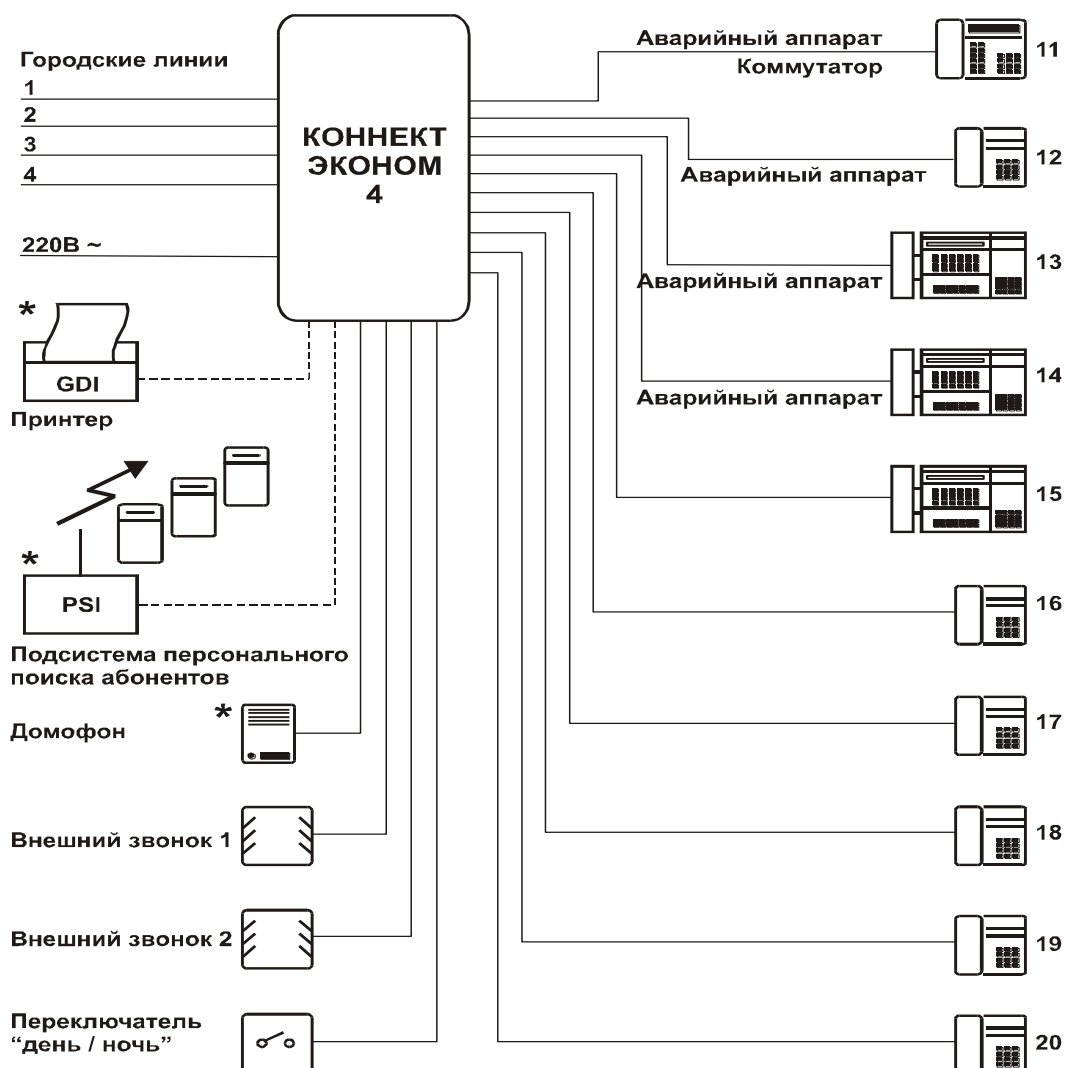 Городские линии
1
2
3
4
220В ~
КОННЕКТ
ЭКОНОМ
4
Аварийный аппарат
Коммутатор
11
Аварийный аппарат
12
Аварийный аппарат
13
Аварийный аппарат
14
15
16
17
18
19
20
*
GDI
Принтер
*
PSI
Подсистема персонального
поиска абонентов
*
Домофон
Внешний звонок 1
Внешний звонок 2
Переключатель
“день / ночь”